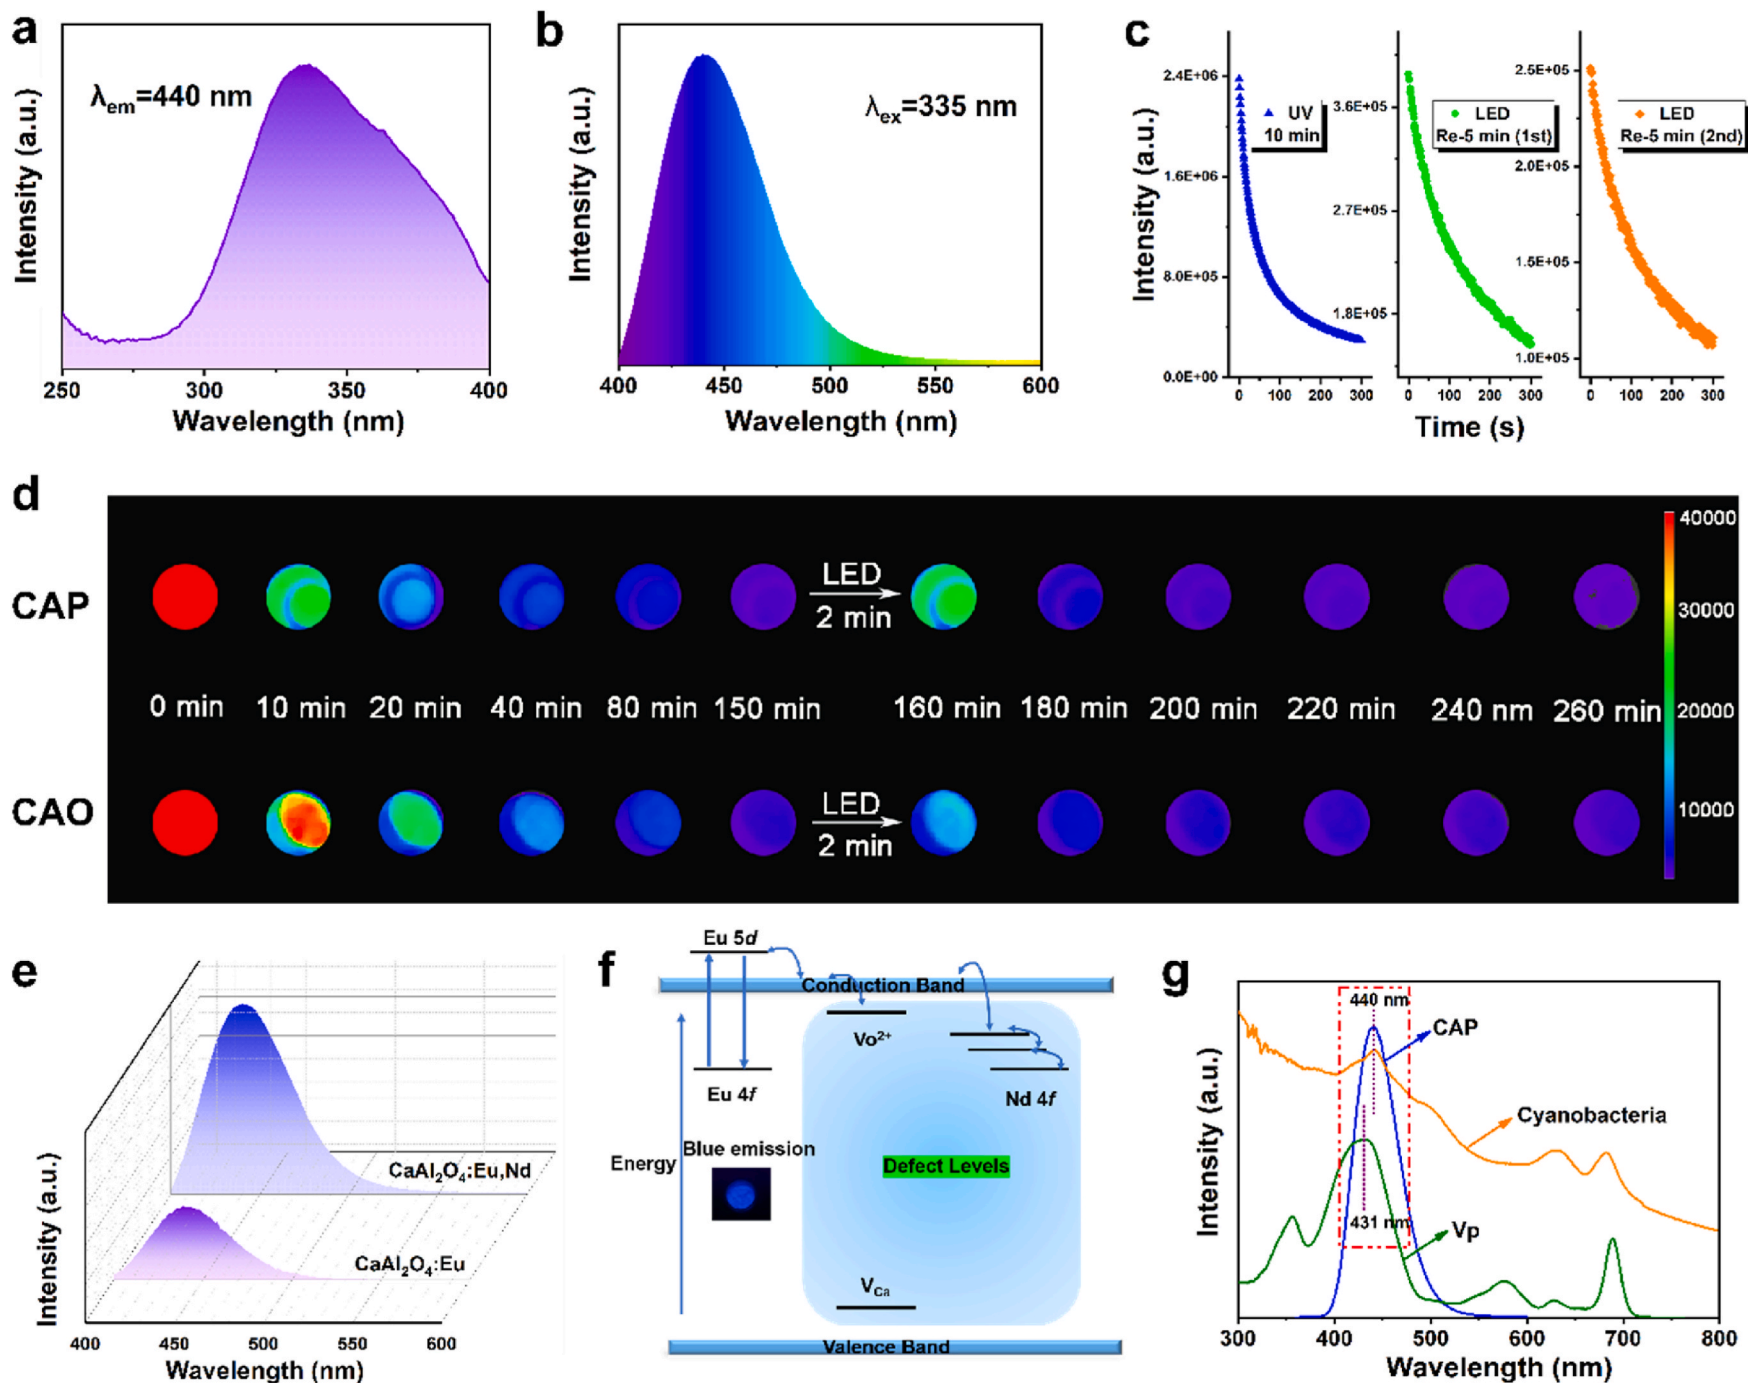 a
λem=440 nm
Intensity (a.u.)
250 300 350 400
Wavelength (nm)
b
λex=335 nm
Intensity (a.u.)
400 450 500 550 600
Wavelength (nm)
c
Intensity (a.u.)
2.4E+06
1.6E+06
8.0E+05
0.0E+00
UV
10 min
0 100 200 300
3.6E+05
2.7E+05
1.8E+05
LED
Re-5 min (1st)
0 100 200 300
2.5E+05
2.0E+05
1.5E+05
1.0E+05
LED
Re-5 min (2nd)
0 100 200 300
Time (s)
d
CAP
LED
2 min
0 min 10 min 20 min 40 min 80 min 150 min 160 min 180 min 200 min 220 min 240 nm 260 min
CAO
LED
2 min
40000
30000
20000
10000
e
Intensity (a.u.)
CaAl2O4:Eu,Nd
CaAl2O4:Eu
400 450 500 550 600
Wavelength (nm)
f
Eu 5d
Conduction Band
Vo2+
Eu 4f
Nd 4f
Energy
Blue emission
Defect Levels
VCa
Valence Band
g
Intensity (a.u.)
440 nm
CAP
Cyanobacteria
431 nm
Vp
300 400 500 600 700 800
Wavelength (nm)